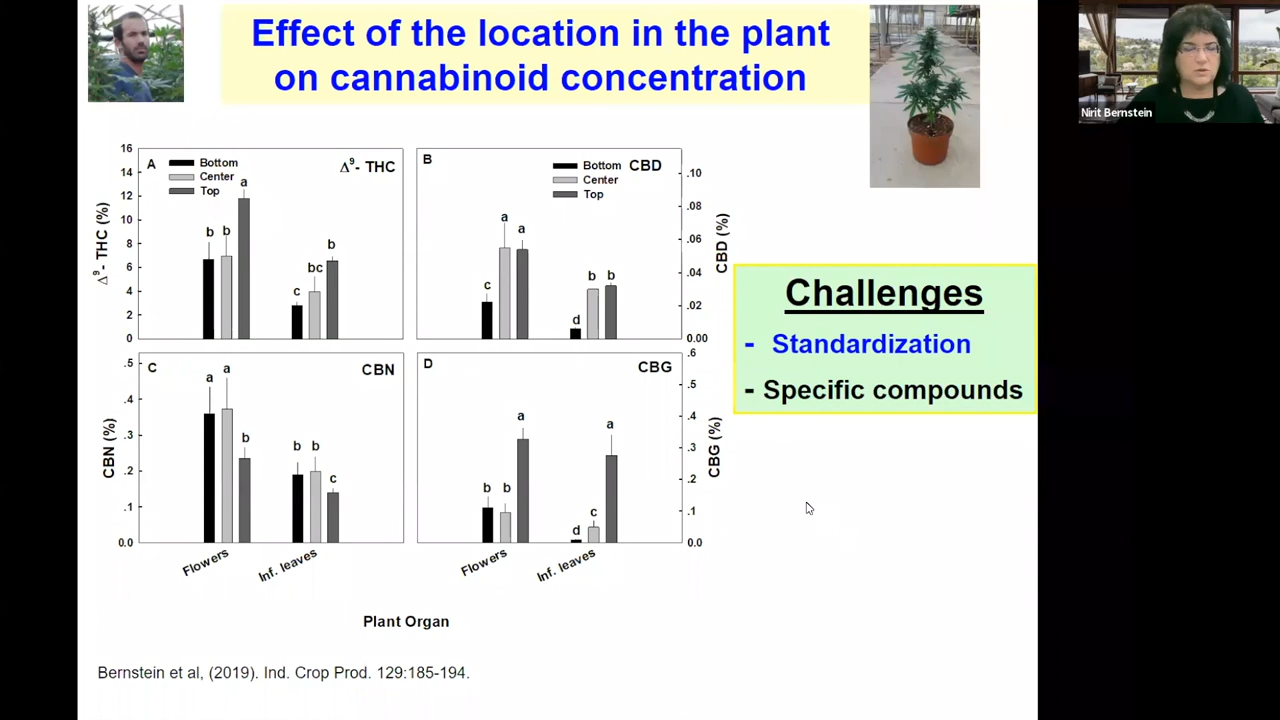 Effect of the location in the plant
on cannabinoid concentration
Nirit Bernstein
A
Bottom
Center
Top
Δ9- THC
16
14
12
10
8
6
4
2
0
Δ9- THC (%)
b
b
a
c
bc
b
B
Bottom
Center
Top
CBD
.10
.08
.06
.04
.02
0.00
CBD (%)
c
a
a
d
b
b
C
CBN
.5
.4
.3
.2
.1
0.0
CBN (%)
a
a
b
b
b
c
D
CBG
.6
.5
.4
.3
.2
.1
0.0
CBG (%)
b
b
a
d
c
a
Flowers
Inf. leaves
Flowers
Inf. leaves
Plant Organ
Challenges
- Standardization
- Specific compounds
Bernstein et al, (2019). Ind. Crop Prod. 129:185-194.